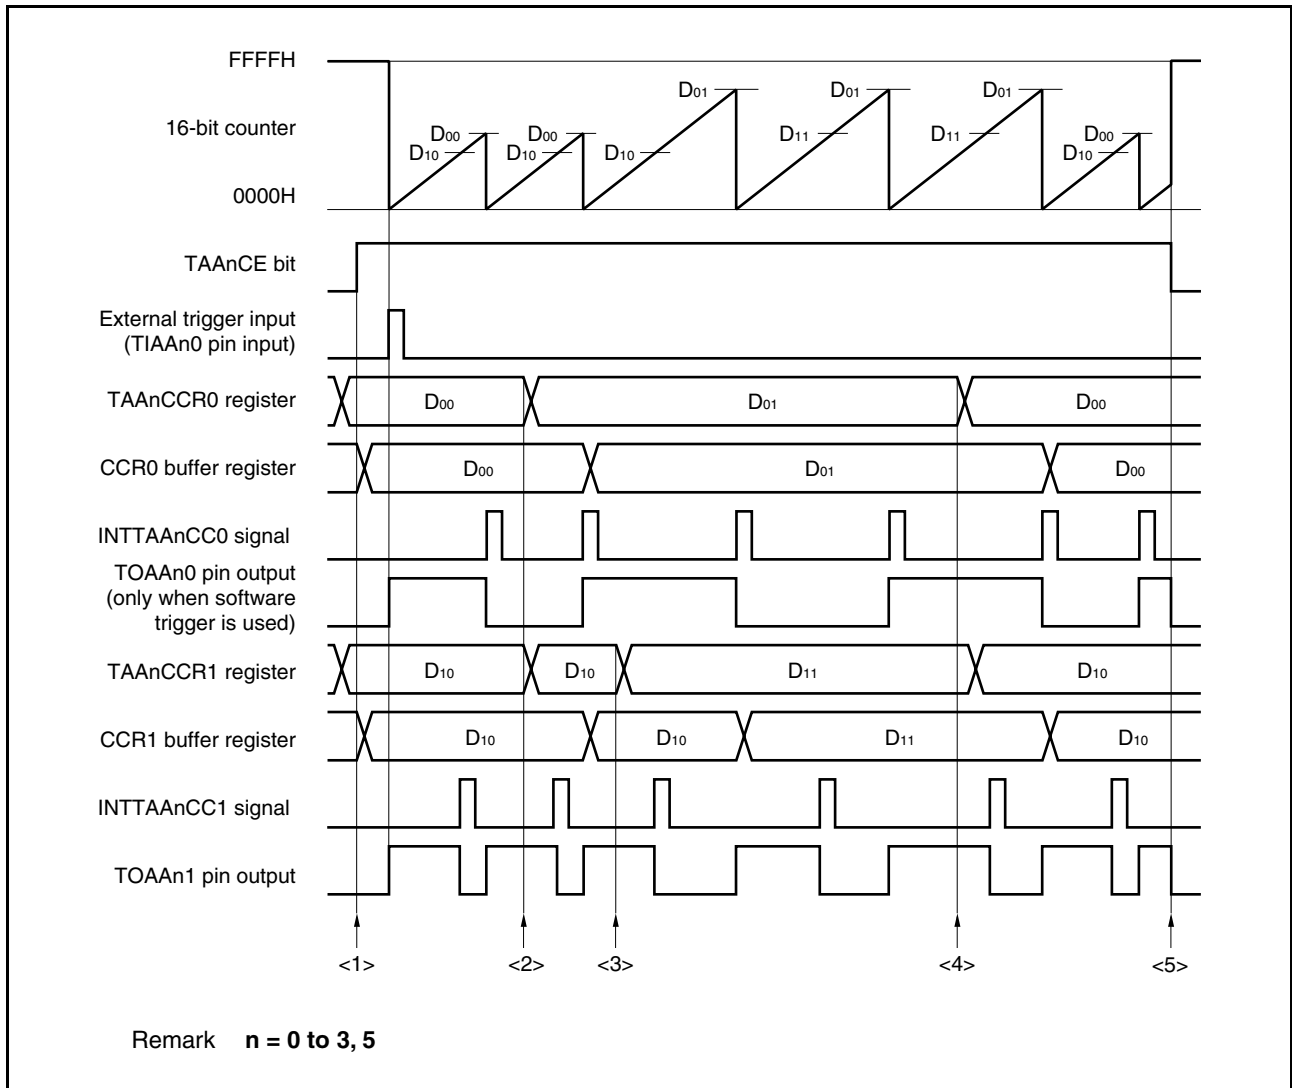 FFFFH
16-bit counter
0000H
D01 D01 D01
D00 D00 D11 D11 D00
D10 D10 D10 D10
TAAnCE bit
External trigger input
(TIAAn0 pin input)
TAAnCCR0 register D00 D01 D00
CCR0 buffer register D00 D01 D00
INTTAAnCC0 signal
TOAAn0 pin output
(only when software
trigger is used)
TAAnCCR1 register D10 D10 D11 D10
CCR1 buffer register D10 D10 D11 D10
INTTAAnCC1 signal
TOAAn1 pin output
<1> <2> <3> <4> <5>
Remark n = 0 to 3, 5